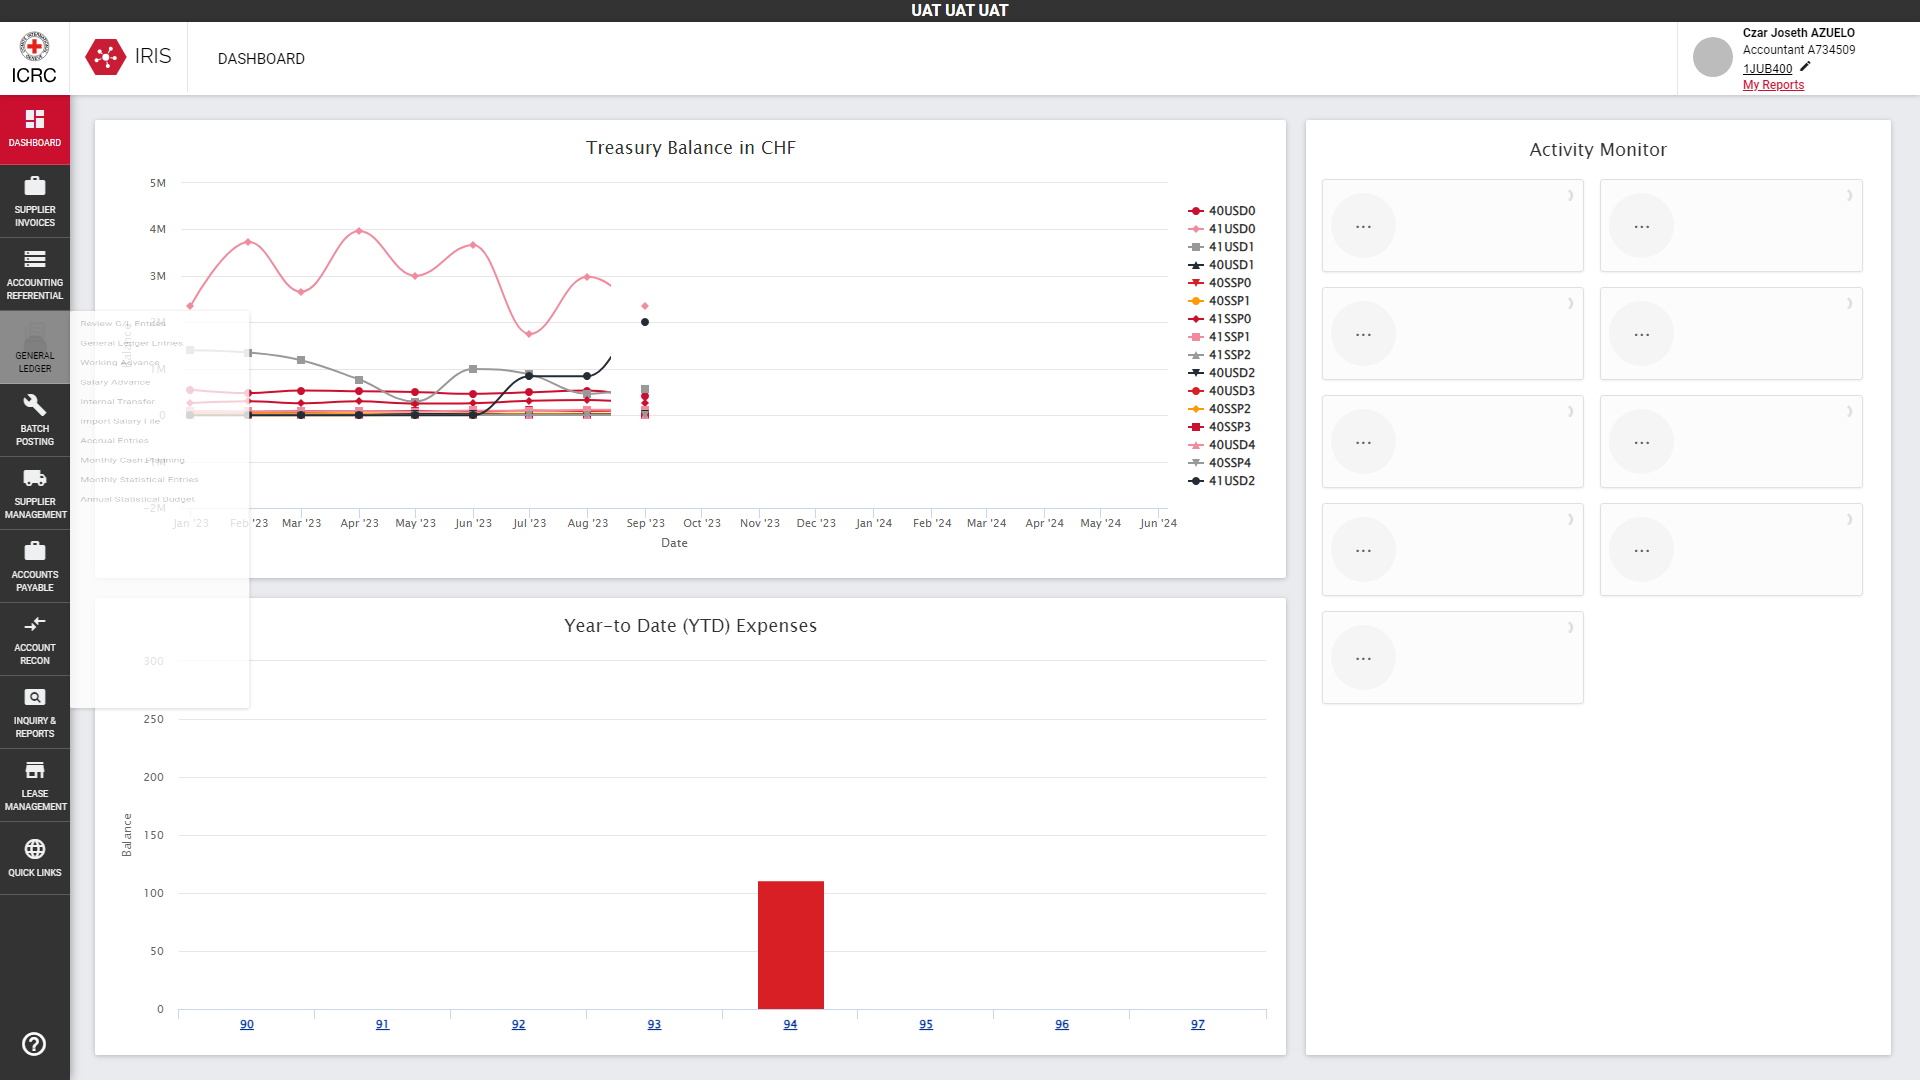 UAT UAT UAT
ICRC
IRIS
DASHBOARD
Czar Joseth AZUELO
Accountant A734509
1JUB400
My Reports
DASHBOARD
SUPPLIER
INVOICES
ACCOUNTING
REFERENTIAL
GENERAL
LEDGER
BATCH
POSTING
SUPPLIER
MANAGEMENT
ACCOUNTS
PAYABLE
ACCOUNT
RECON
INQUIRY &
REPORTS
LEASE
MANAGEMENT
QUICK LINKS
Review G/L Entries
General Ledger Entries
Working Advance
Salary Advance
Internal Transfer
Import Salary File
Accrual Entries
Monthly Cash Planning
Monthly Statistical Entries
Annual Statistical Budget
Treasury Balance in CHF
5M
4M
3M
2M
1M
0
-1M
-2M
Balance
Jan '23
Feb '23
Mar '23
Apr '23
May '23
Jun '23
Jul '23
Aug '23
Sep '23
Oct '23
Nov '23
Dec '23
Jan '24
Feb '24
Mar '24
Apr '24
May '24
Jun '24
Date
40USD0
41USD0
41USD1
40USD1
40SSP0
40SSP1
41SSP0
41SSP1
41SSP2
40USD2
40USD3
40SSP2
40SSP3
40USD4
40SSP4
41USD2
Year-to Date (YTD) Expenses
300
250
200
150
100
50
0
Balance
90
91
92
93
94
95
96
97
Activity Monitor
...
...
...
...
...
...
...
...
...